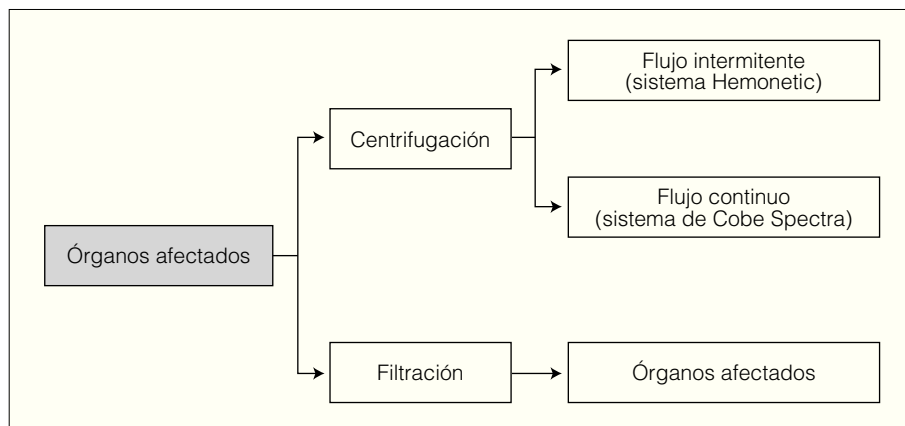 Flujo intermitente
(sistema Hemonetic)
Centrifugación
Flujo continuo
(sistema de Cobe Spectra)
Órganos afectados
Filtración
Órganos afectados